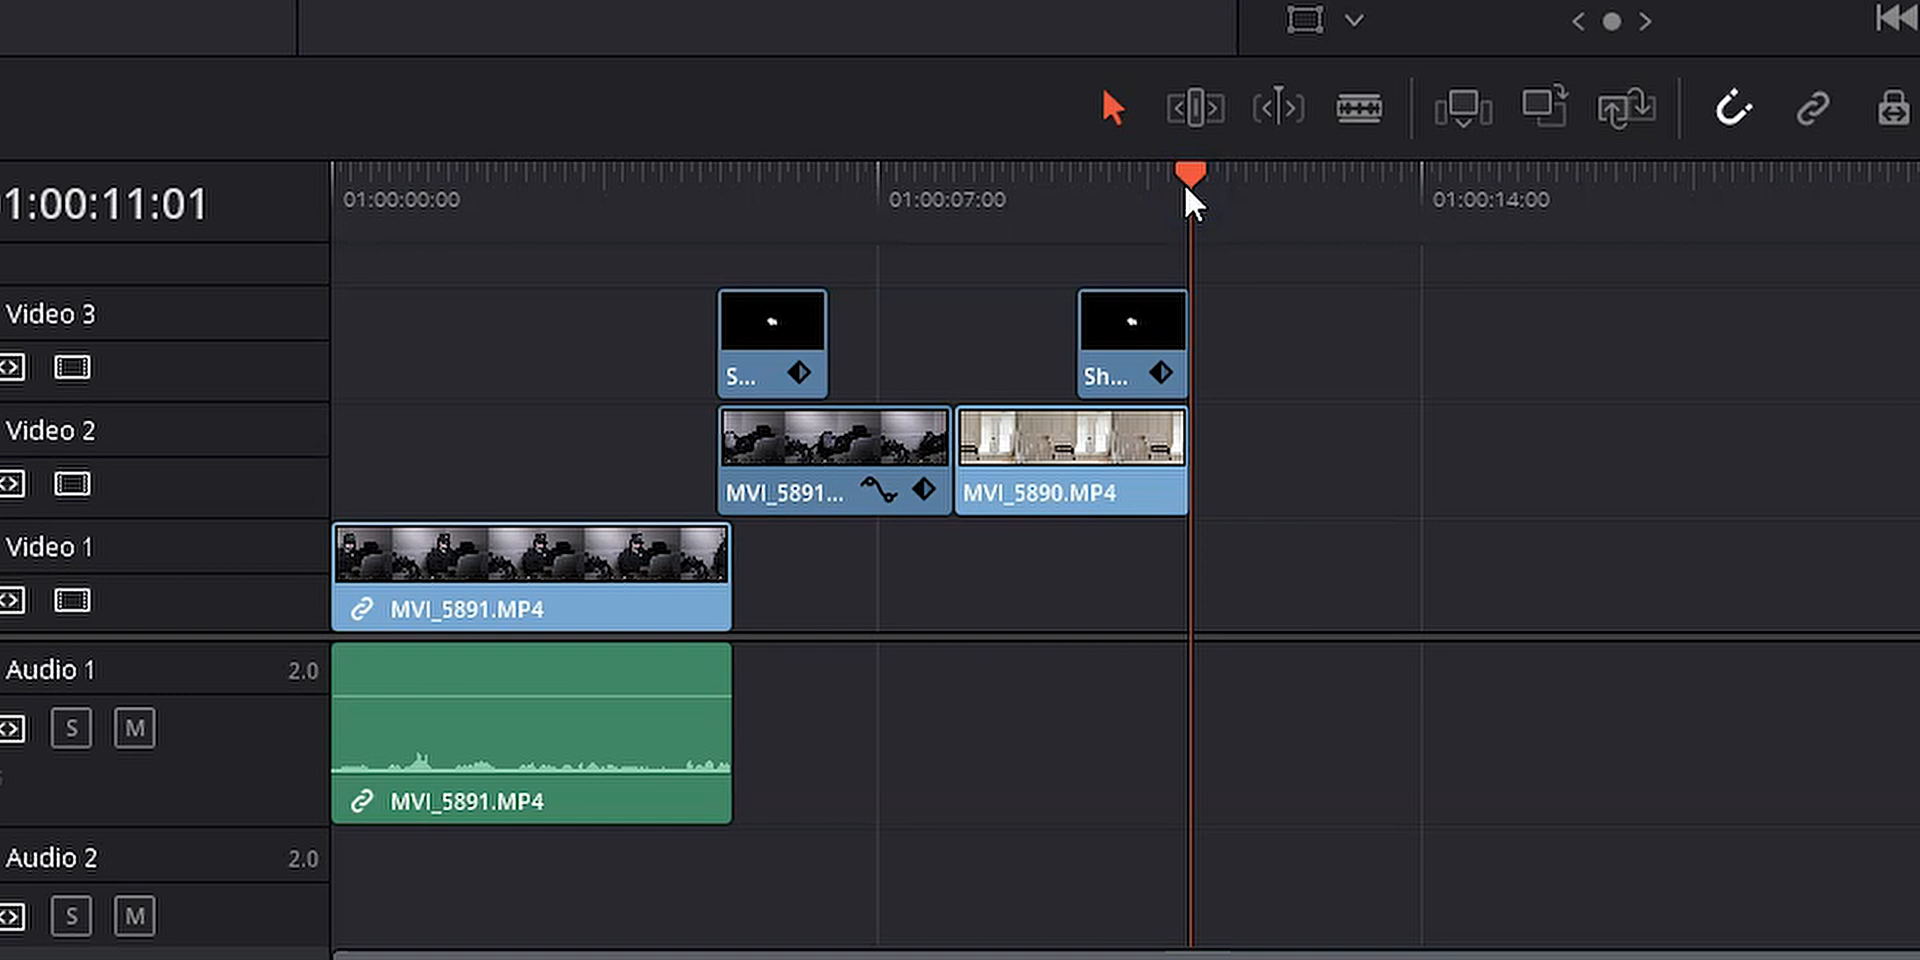 1:00:11:01
01:00:00:00
01:00:07:00
01:00:14:00
Video 3
S...
Sh...
Video 2
MVI_5891...
MVI_5890.MP4
Video 1
MVI_5891.MP4
Audio 1
2.0
S
M
MVI_5891.MP4
Audio 2
2.0
S
M